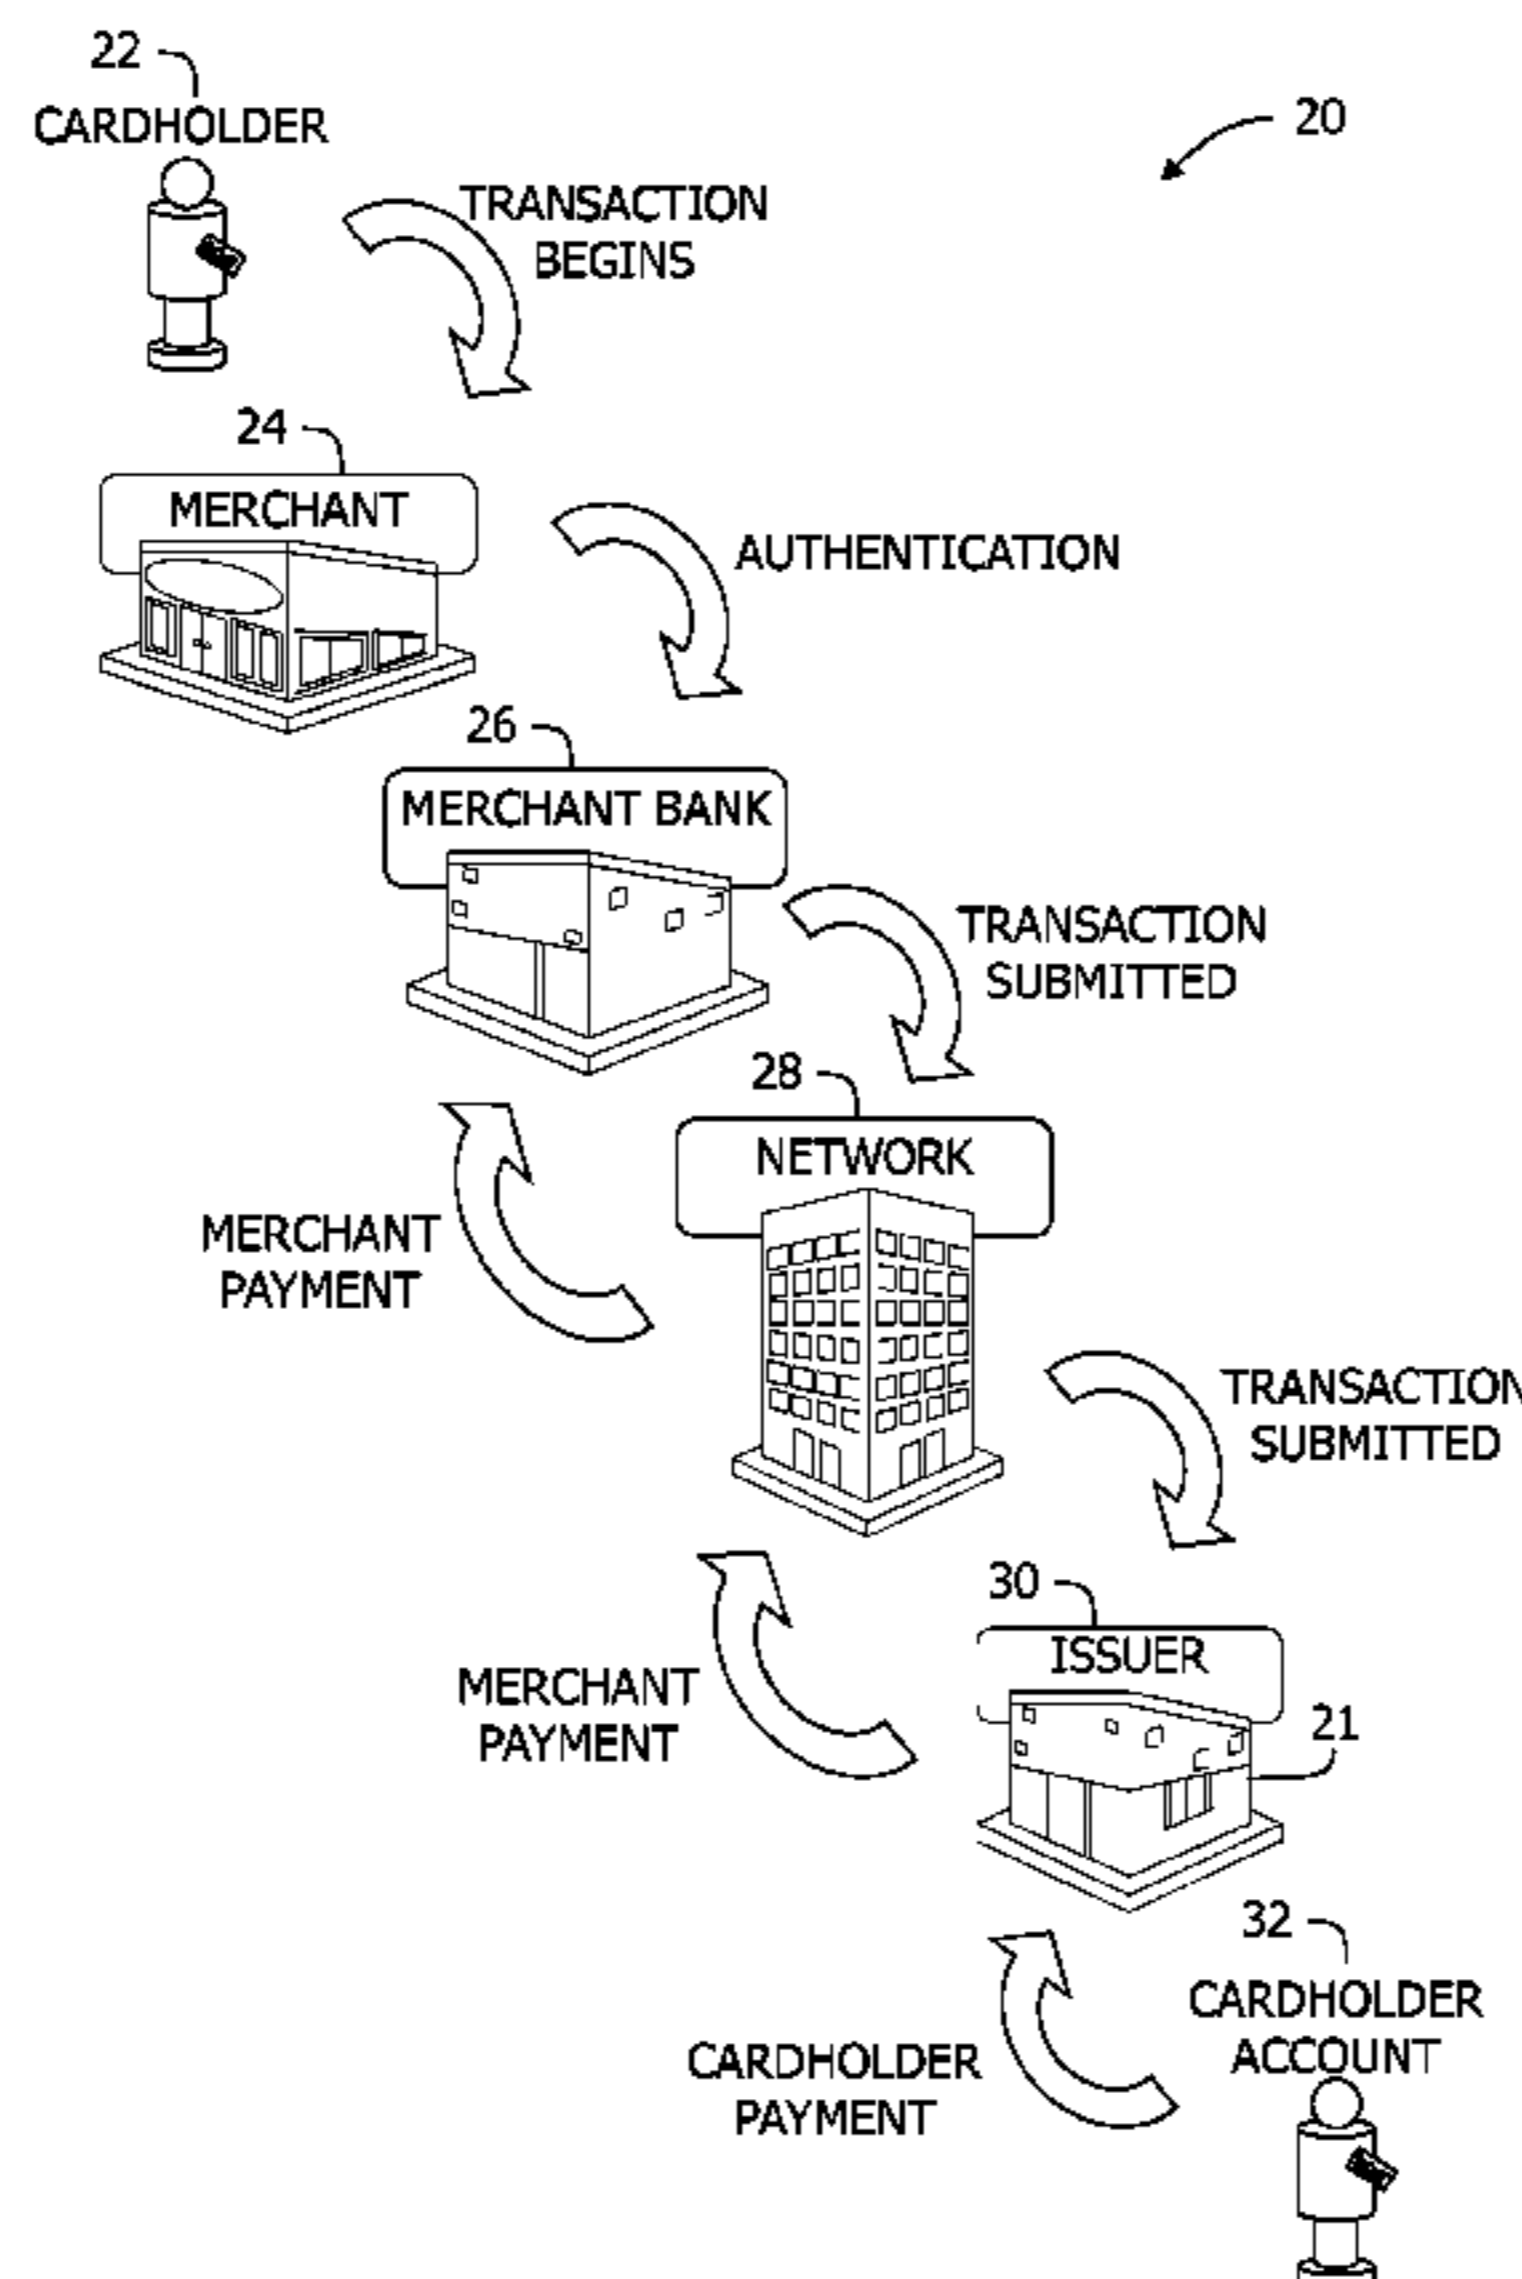 22
CARDHOLDER
20
TRANSACTION
BEGINS
24
MERCHANT
AUTHENTICATION
26
MERCHANT BANK
TRANSACTION
SUBMITTED
28
NETWORK
MERCHANT
PAYMENT
TRANSACTION
SUBMITTED
30
ISSUER
21
MERCHANT
PAYMENT
32
CARDHOLDER
ACCOUNT
CARDHOLDER
PAYMENT